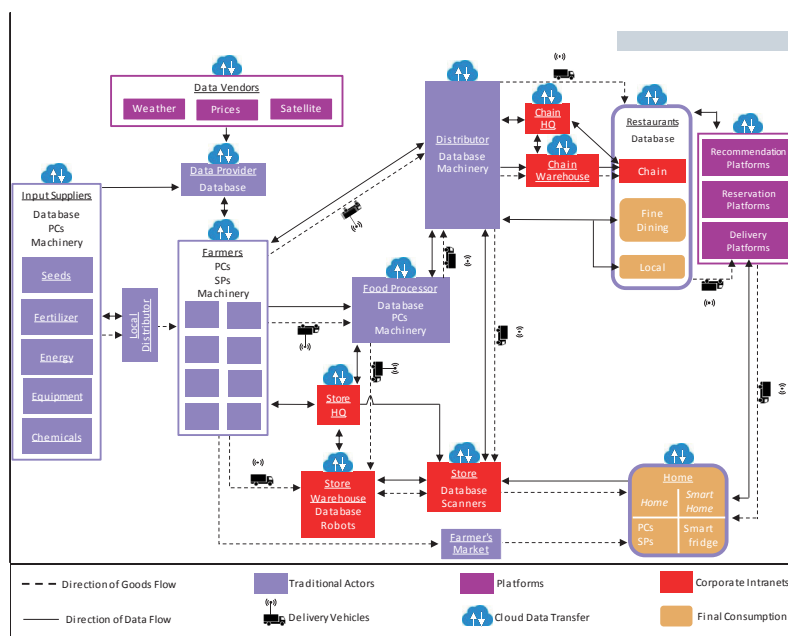 Data Vendors
Weather
Prices
Satellite
Data Provider
Database
Input Suppliers
Database
PCs
Machinery
Seeds
Fertilizer
Energy
Equipment
Chemicals
Local
Distributor
Farmers
PCs
SPs
Machinery
Food Processor
Database
PCs
Machinery
Distributor
Database
Machinery
Chain
HQ
Chain
Warehouse
Restaurants
Database
Chain
Fine
Dining
Local
Recommendation
Platforms
Reservation
Platforms
Delivery
Platforms
Store
HQ
Store
Warehouse
Database
Robots
Store
Database
Scanners
Farmer's
Market
Home
Home
Smart
Home
PCs
SPs
Smart
fridge
Direction of Goods Flow
Traditional Actors
Platforms
Corporate Intranets
Direction of Data Flow
Delivery Vehicles
Cloud Data Transfer
Final Consumption